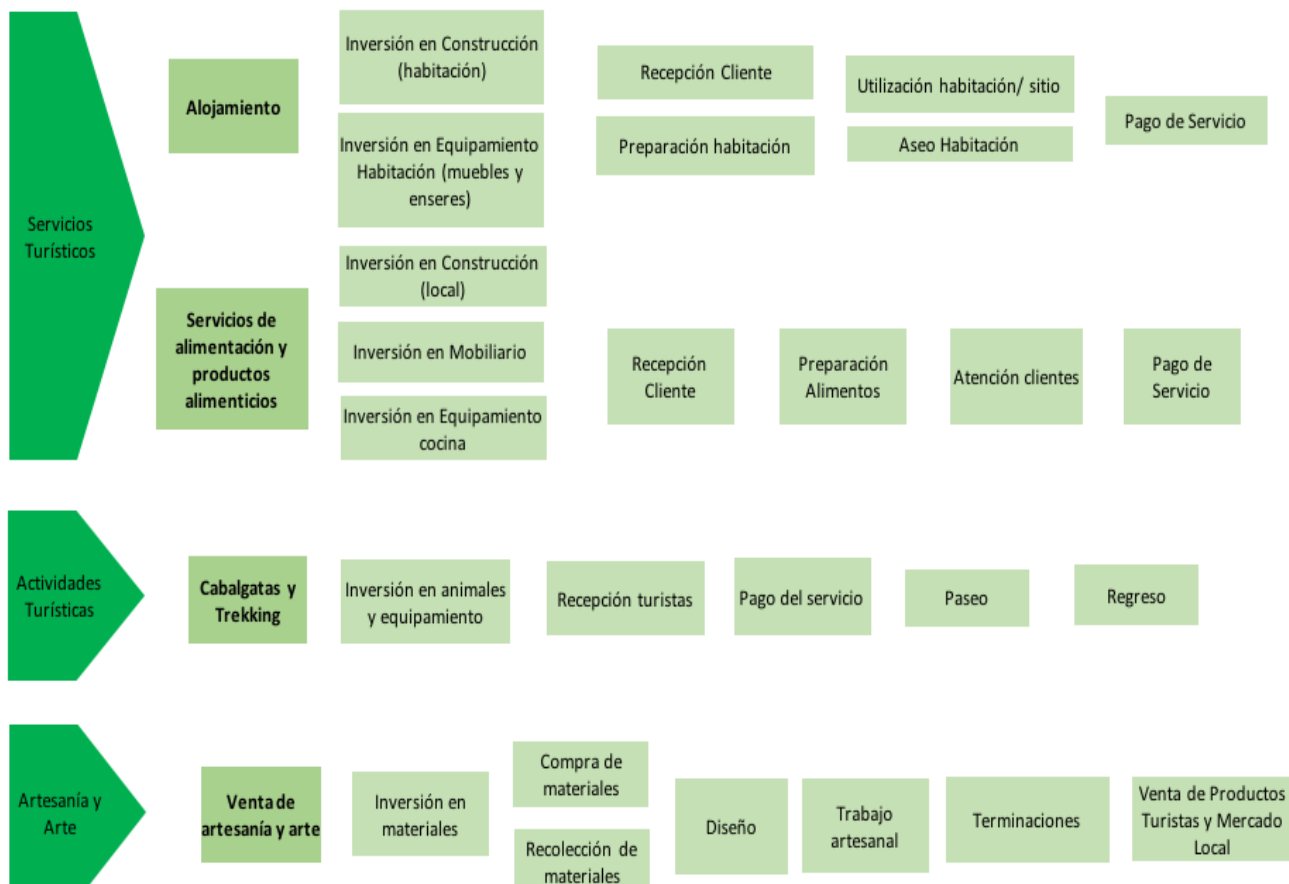 Servicios
Turísticos
Alojamiento
Inversión en Construcción
(habitación)
Inversión en Equipamiento
Habitación (muebles y
enseres)
Recepción Cliente
Preparación habitación
Utilización habitación/ sitio
Aseo Habitación
Pago de Servicio
Servicios de
alimentación y
productos
alimenticios
Inversión en Construcción
(local)
Inversión en Mobiliario
Inversión en Equipamiento
cocina
Recepción
Cliente
Preparación
Alimentos
Atención clientes
Pago de
Servicio
Actividades
Turísticas
Cabalgatas y
Trekking
Inversión en animales
y equipamiento
Recepción turistas
Pago del servicio
Paseo
Regreso
Artesanía y
Arte
Venta de
artesanía y arte
Inversión en
materiales
Compra de
materiales
Recolección de
materiales
Diseño
Trabajo
artesanal
Terminaciones
Venta de Productos
Turistas y Mercado
Local